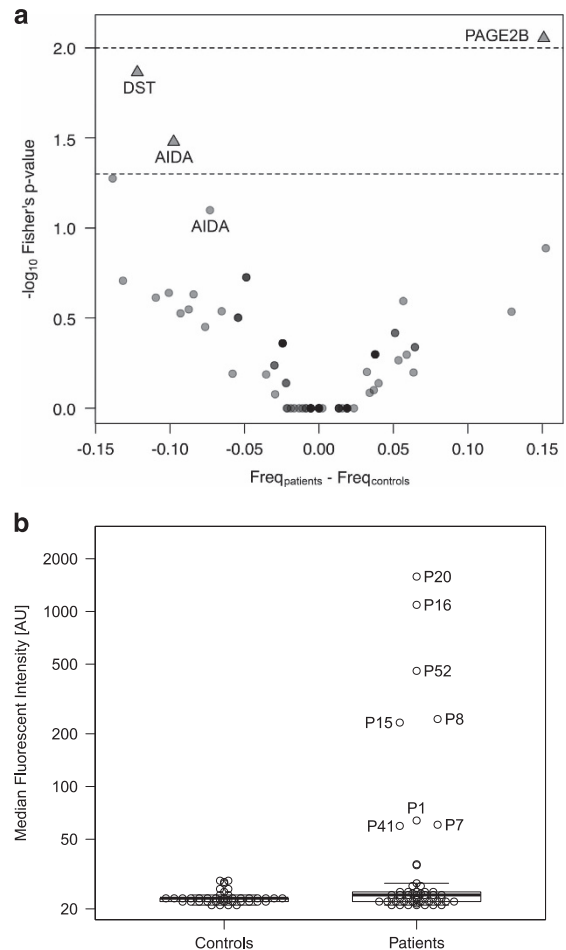 a
PAGE2B
DST
AIDA
AIDA
2.0
1.5
1.0
0.5
0.0
-log10 Fisher's p-value
-0.15 -0.10 -0.05 0.00 0.05 0.10 0.15
Freqpatients - Freqcontrols
b
2000
1000
500
200
100
50
20
Median Fluorescent Intensity [AU]
P20
P16
P52
P15 P8
P1
P41 P7
Controls Patients